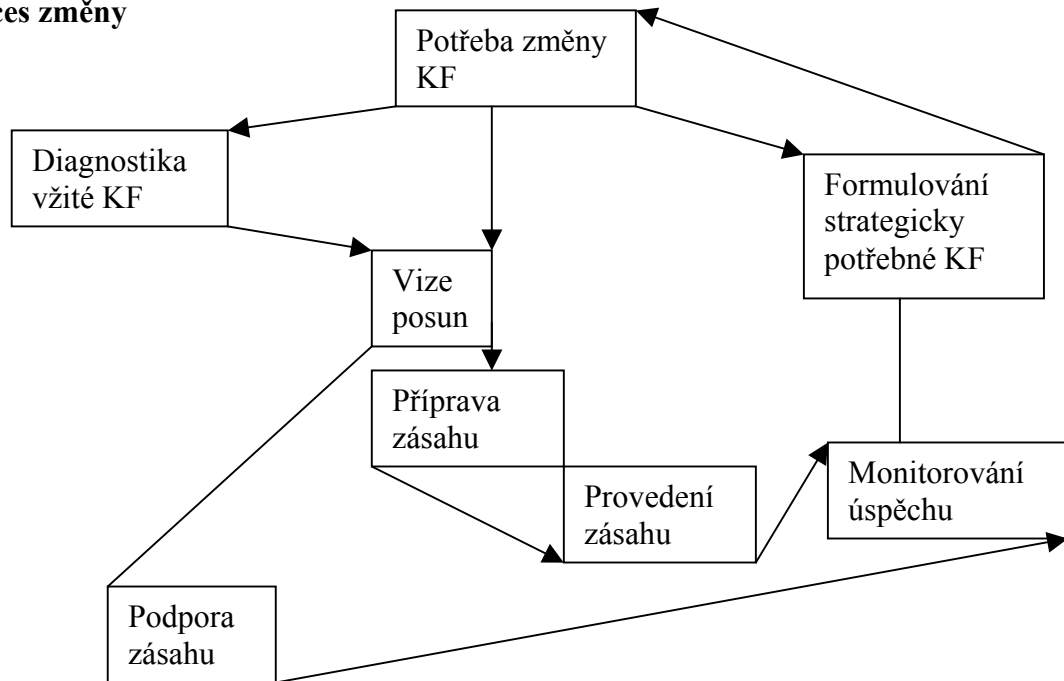 ces změny
Potřeba změny
KF
Diagnostika
vžité KF
Formulování
strategicky
potřebné KF
Vize
posun
Příprava
zásahu
Provedení
zásahu
Monitorování
úspěchu
Podpora
zásahu